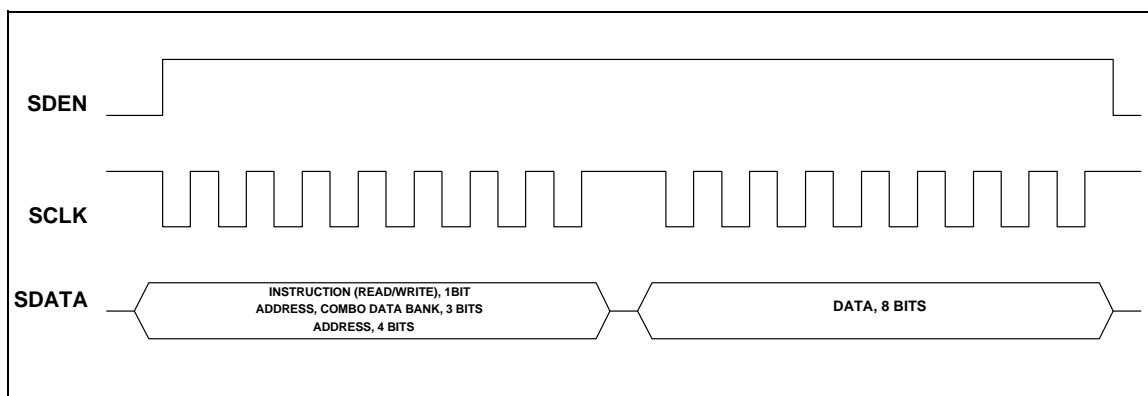 SDEN
SCLK
SDATA
INSTRUCTION (READ/WRITE), 1BIT
ADDRESS, COMBO DATA BANK, 3 BITS
ADDRESS, 4 BITS
DATA, 8 BITS